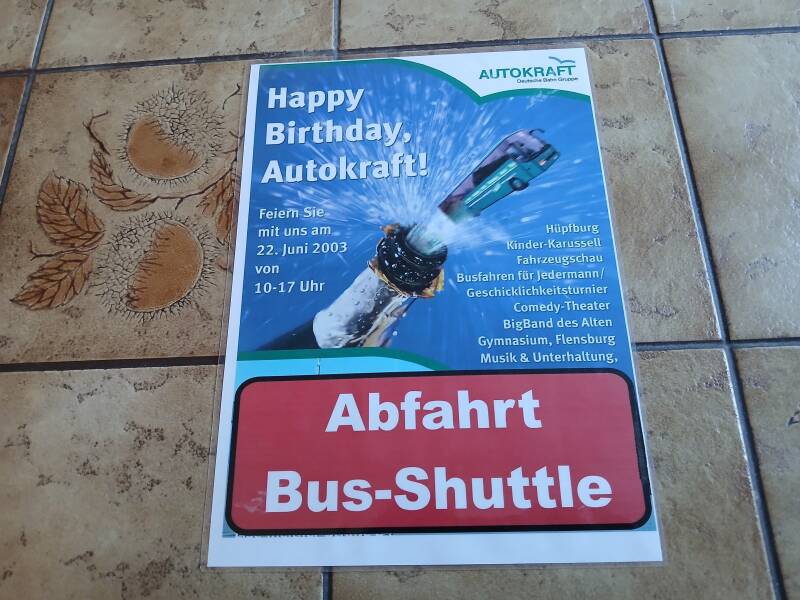 AUTOKRAFT
Deutsche Bahn Gruppe
Happy
Birthday,
Autokraft!
Feiern Sie
mit uns am
22. Juni 2003
von
10-17 Uhr
Hüpfburg
Kinder-Karussell
Fahrzeugschau
Busfahren für Jedermann/
Geschicklichkeitsturnier
Comedy-Theater
BigBand des Alten
Gymnasium, Flensburg
Musik & Unterhaltung,
Abfahrt
Bus-Shuttle